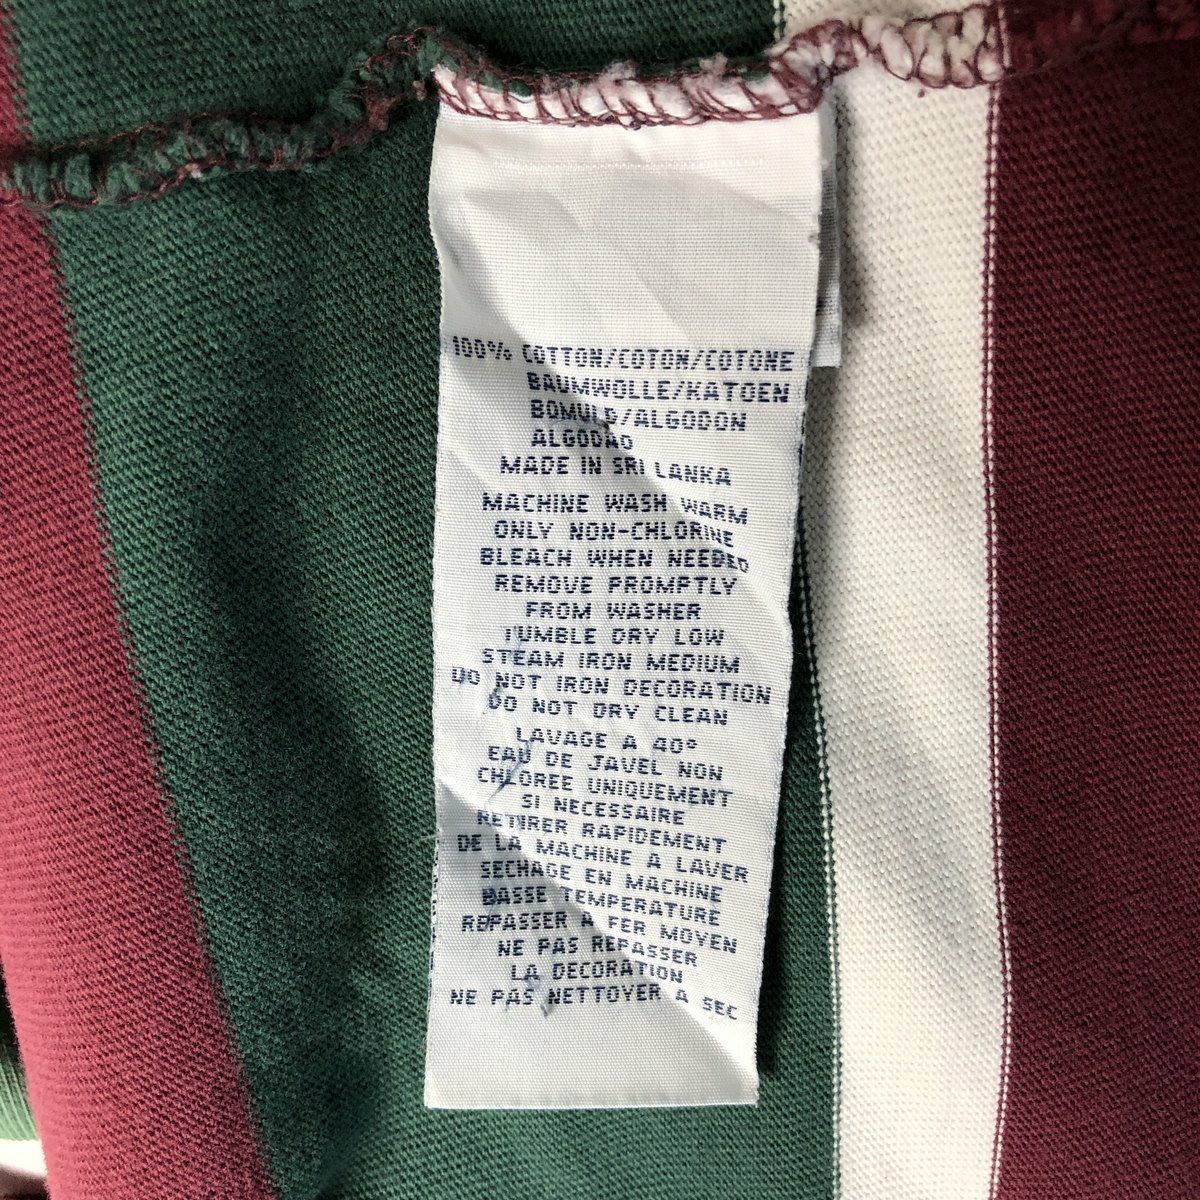 100% COTTON/COTON/COTONE
BAUMWOLLE/KATOEN
BOMULD/ALGODON
ALGODAO
MADE IN SRI LANKA
MACHINE WASH WARM
ONLY NON-CHLORINE
BLEACH WHEN NEEDED
REMOVE PROMPTLY
FROM WASHER
TUMBLE DRY LOW
STEAM IRON MEDIUM
DO NOT IRON DECORATION
DO NOT DRY CLEAN
LAVAGE A 40°
EAU DE JAVEL NON
CHLOREE UNIQUEMENT
SI NECESSAIRE
RETIRER RAPIDEMENT
DE LA MACHINE A LAVER
SECHAGE EN MACHINE
BASSE TEMPERATURE
REPASSER A FER MOYEN
NE PAS REPASSER
LA DECORATION
NE PAS NETTOYER A SEC